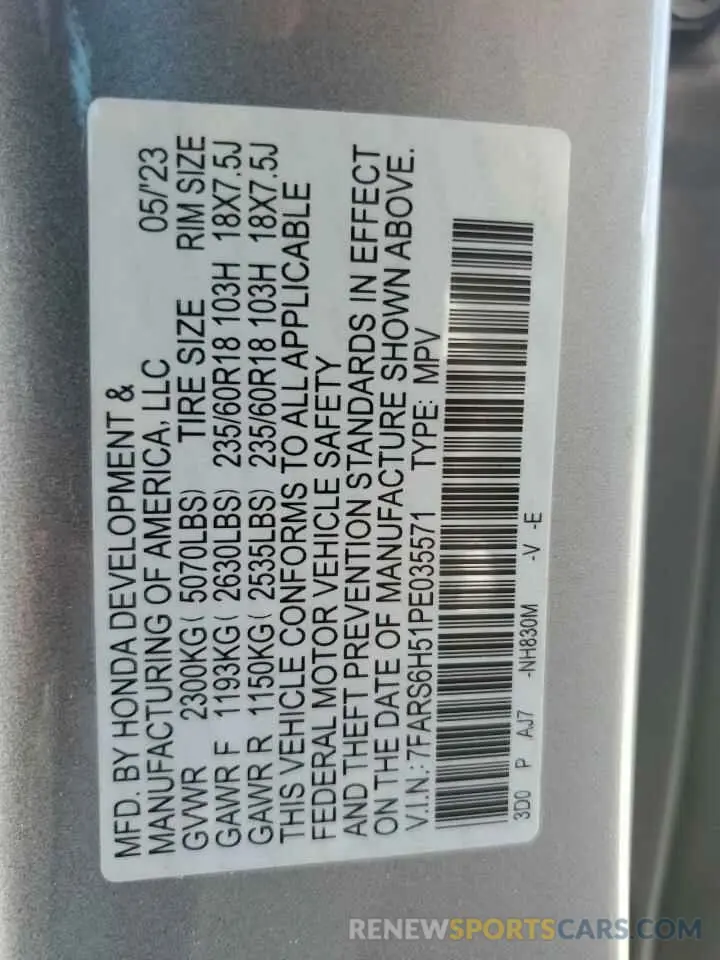 MFD. BY HONDA DEVELOPMENT &
MANUFACTURING OF AMERICA, LLC 05/'23
GVWR 2300KG( 5070LBS) TIRE SIZE RIM SIZE
GAWR F 1193KG( 2630LBS) 235/60R18 103H 18X7.5J
GAWR R 1150KG( 2535LBS) 235/60R18 103H 18X7.5J
THIS VEHICLE CONFORMS TO ALL APPLICABLE
FEDERAL MOTOR VEHICLE SAFETY
AND THEFT PREVENTION STANDARDS IN EFFECT
ON THE DATE OF MANUFACTURE SHOWN ABOVE.
V.I.N.: 7FARS6H51PE035571 TYPE: MPV
3D0 P AJ7 -NH830M -V -E
RENEWSPORTSCARS.COM